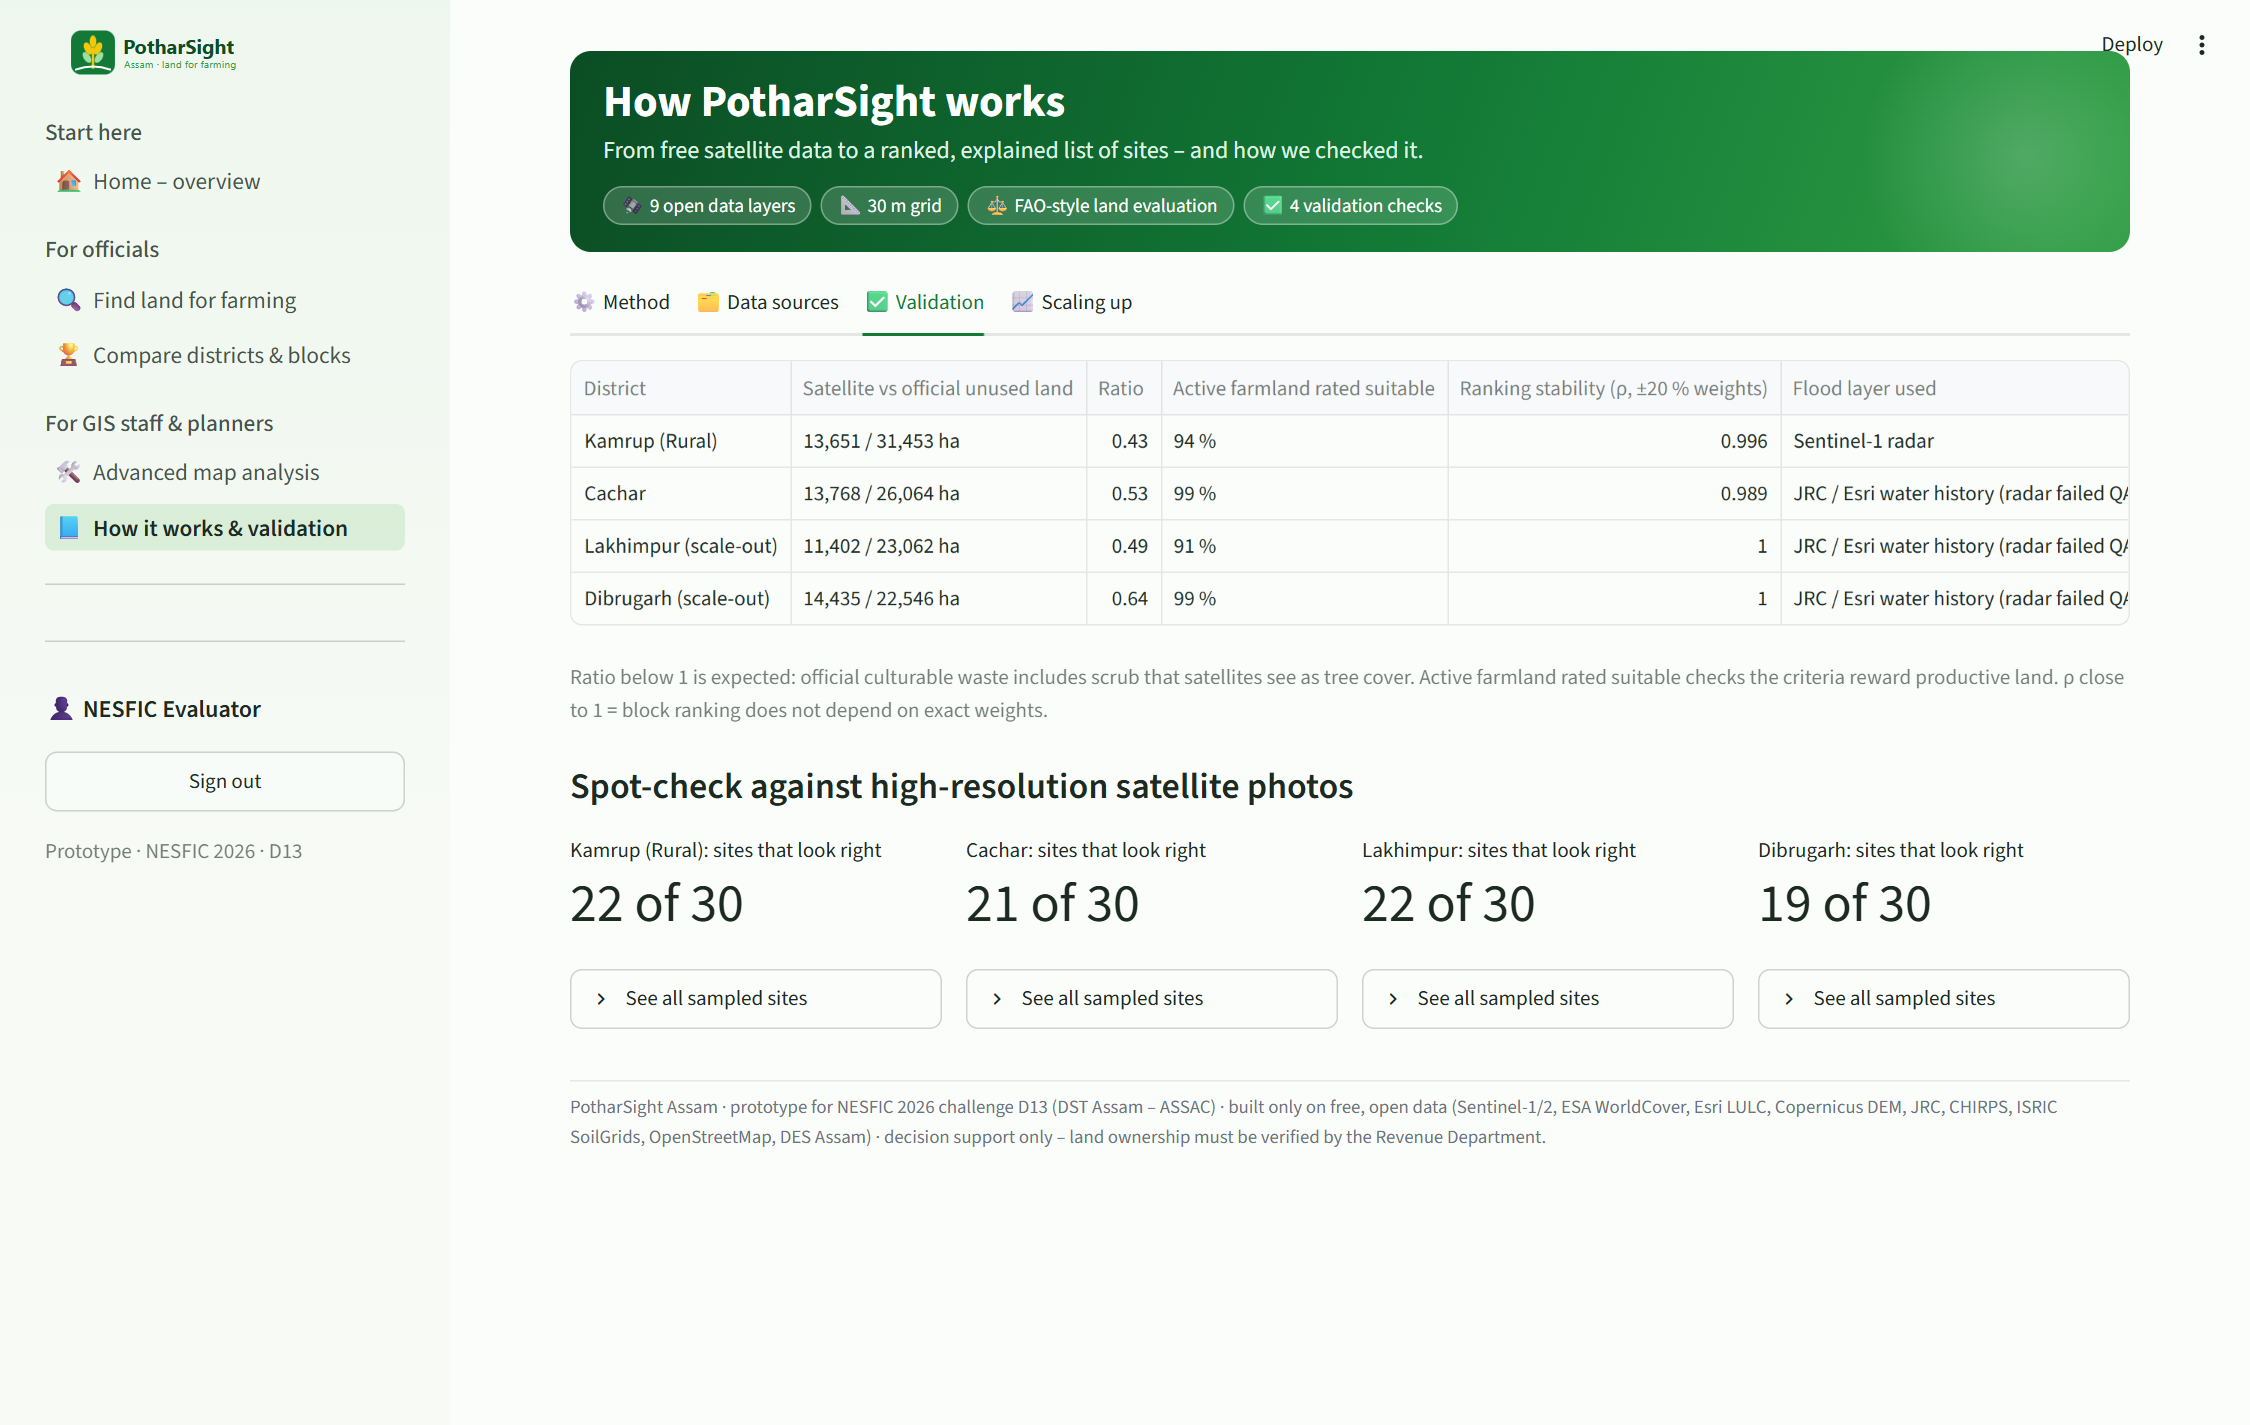 PotharSight
Assam · land for farming
Start here
Home – overview
For officials
Find land for farming
Compare districts & blocks
For GIS staff & planners
Advanced map analysis
How it works & validation
NESFIC Evaluator
Sign out
Prototype · NESFIC 2026 · D13
Deploy
How PotharSight works
From free satellite data to a ranked, explained list of sites – and how we checked it.
9 open data layers
30 m grid
FAO-style land evaluation
4 validation checks
Method
Data sources
Validation
Scaling up
District Satellite vs official unused land Ratio Active farmland rated suitable Ranking stability (ρ, ±20 % weights) Flood layer used
Kamrup (Rural) 13,651 / 31,453 ha 0.43 94 % 0.996 Sentinel-1 radar
Cachar 13,768 / 26,064 ha 0.53 99 % 0.989 JRC / Esri water history (radar failed QA
Lakhimpur (scale-out) 11,402 / 23,062 ha 0.49 91 % 1 JRC / Esri water history (radar failed QA
Dibrugarh (scale-out) 14,435 / 22,546 ha 0.64 99 % 1 JRC / Esri water history (radar failed QA
Ratio below 1 is expected: official culturable waste includes scrub that satellites see as tree cover. Active farmland rated suitable checks the criteria reward productive land. ρ close
to 1 = block ranking does not depend on exact weights.
Spot-check against high-resolution satellite photos
Kamrup (Rural): sites that look right
22 of 30
See all sampled sites
Cachar: sites that look right
21 of 30
See all sampled sites
Lakhimpur: sites that look right
22 of 30
See all sampled sites
Dibrugarh: sites that look right
19 of 30
See all sampled sites
PotharSight Assam · prototype for NESFIC 2026 challenge D13 (DST Assam – ASSAC) · built only on free, open data (Sentinel-1/2, ESA WorldCover, Esri LULC, Copernicus DEM, JRC, CHIRPS, ISRIC
SoilGrids, OpenStreetMap, DES Assam) · decision support only – land ownership must be verified by the Revenue Department.